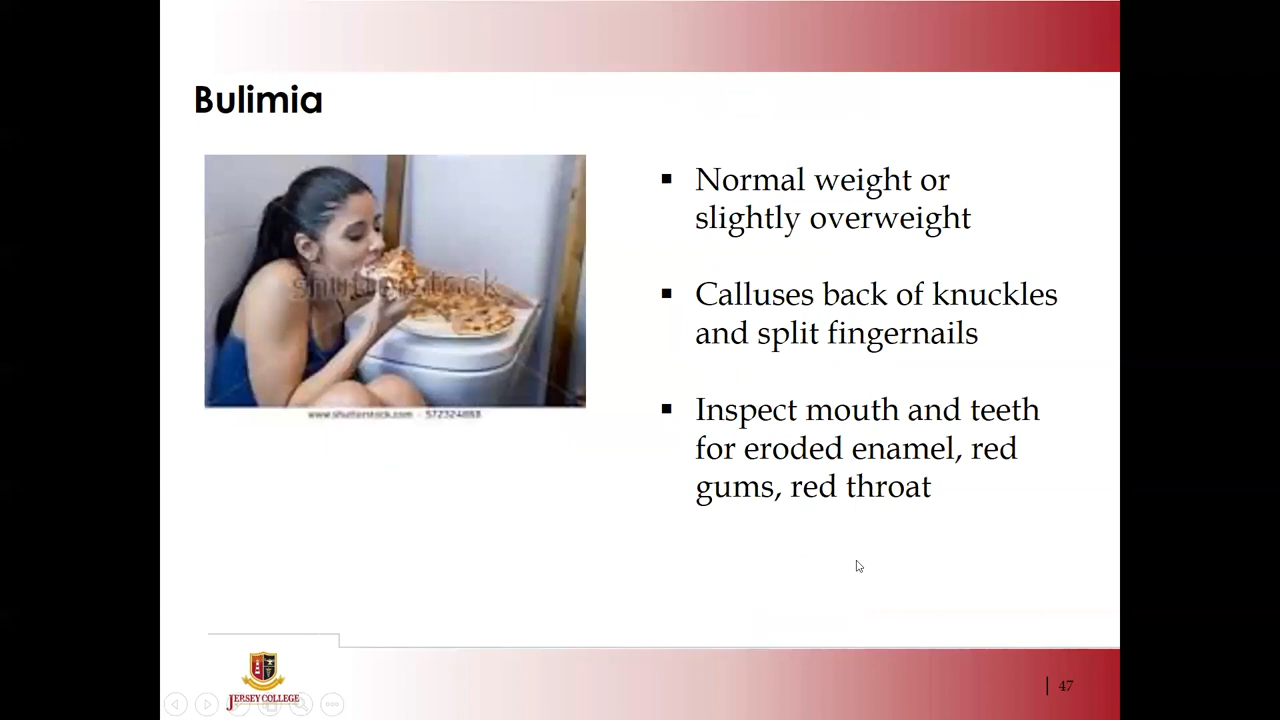 Bulimia
shutterstock
www.shutterstock.com · 572324888
▪ Normal weight or
slightly overweight
▪ Calluses back of knuckles
and split fingernails
▪ Inspect mouth and teeth
for eroded enamel, red
gums, red throat
JERSEY COLLEGE
47